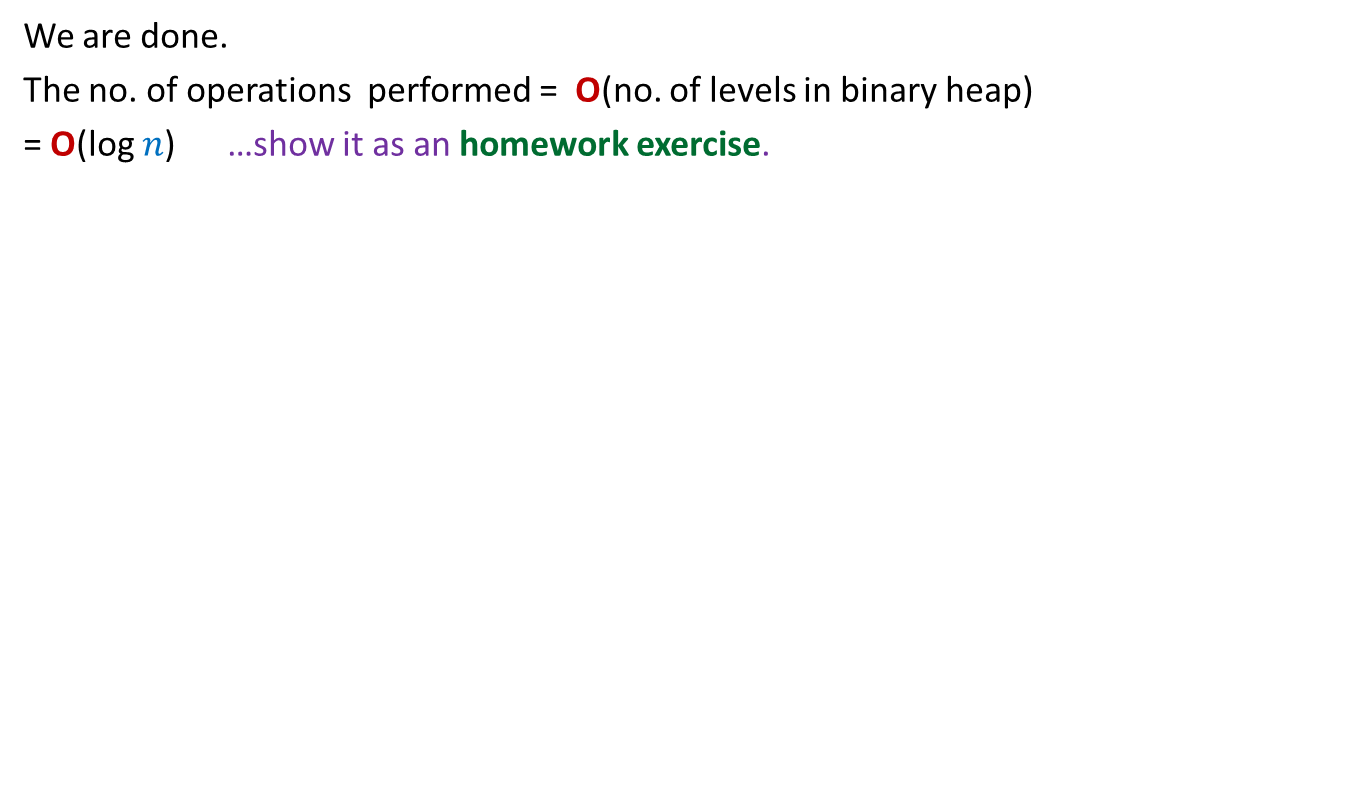 We are done.
The no. of operations performed = O(no. of levels in binary heap)
= O(log n) ...show it as an homework exercise.